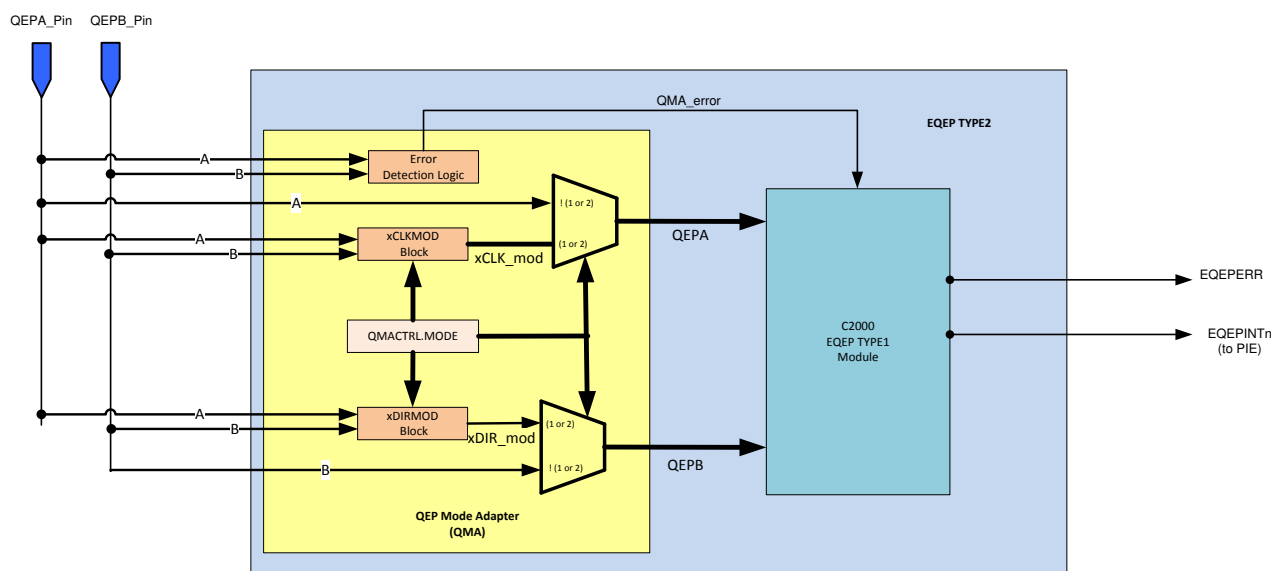 QEPA_Pin
QEPB_Pin
QMA_error
EQEP TYPE2
A
B
Error
Detection Logic
A
! (1 or 2)
A
B
xCLKMOD
Block
xCLK_mod
(1 or 2)
QEPA
EQEPERR
QMACTRL.MODE
C2000
EQEP TYPE1
Module
EQEPINTn
(to PIE)
A
B
xDIRMOD
Block
xDIR_mod
(1 or 2)
QEPB
B
! (1 or 2)
QEP Mode Adapter
(QMA)